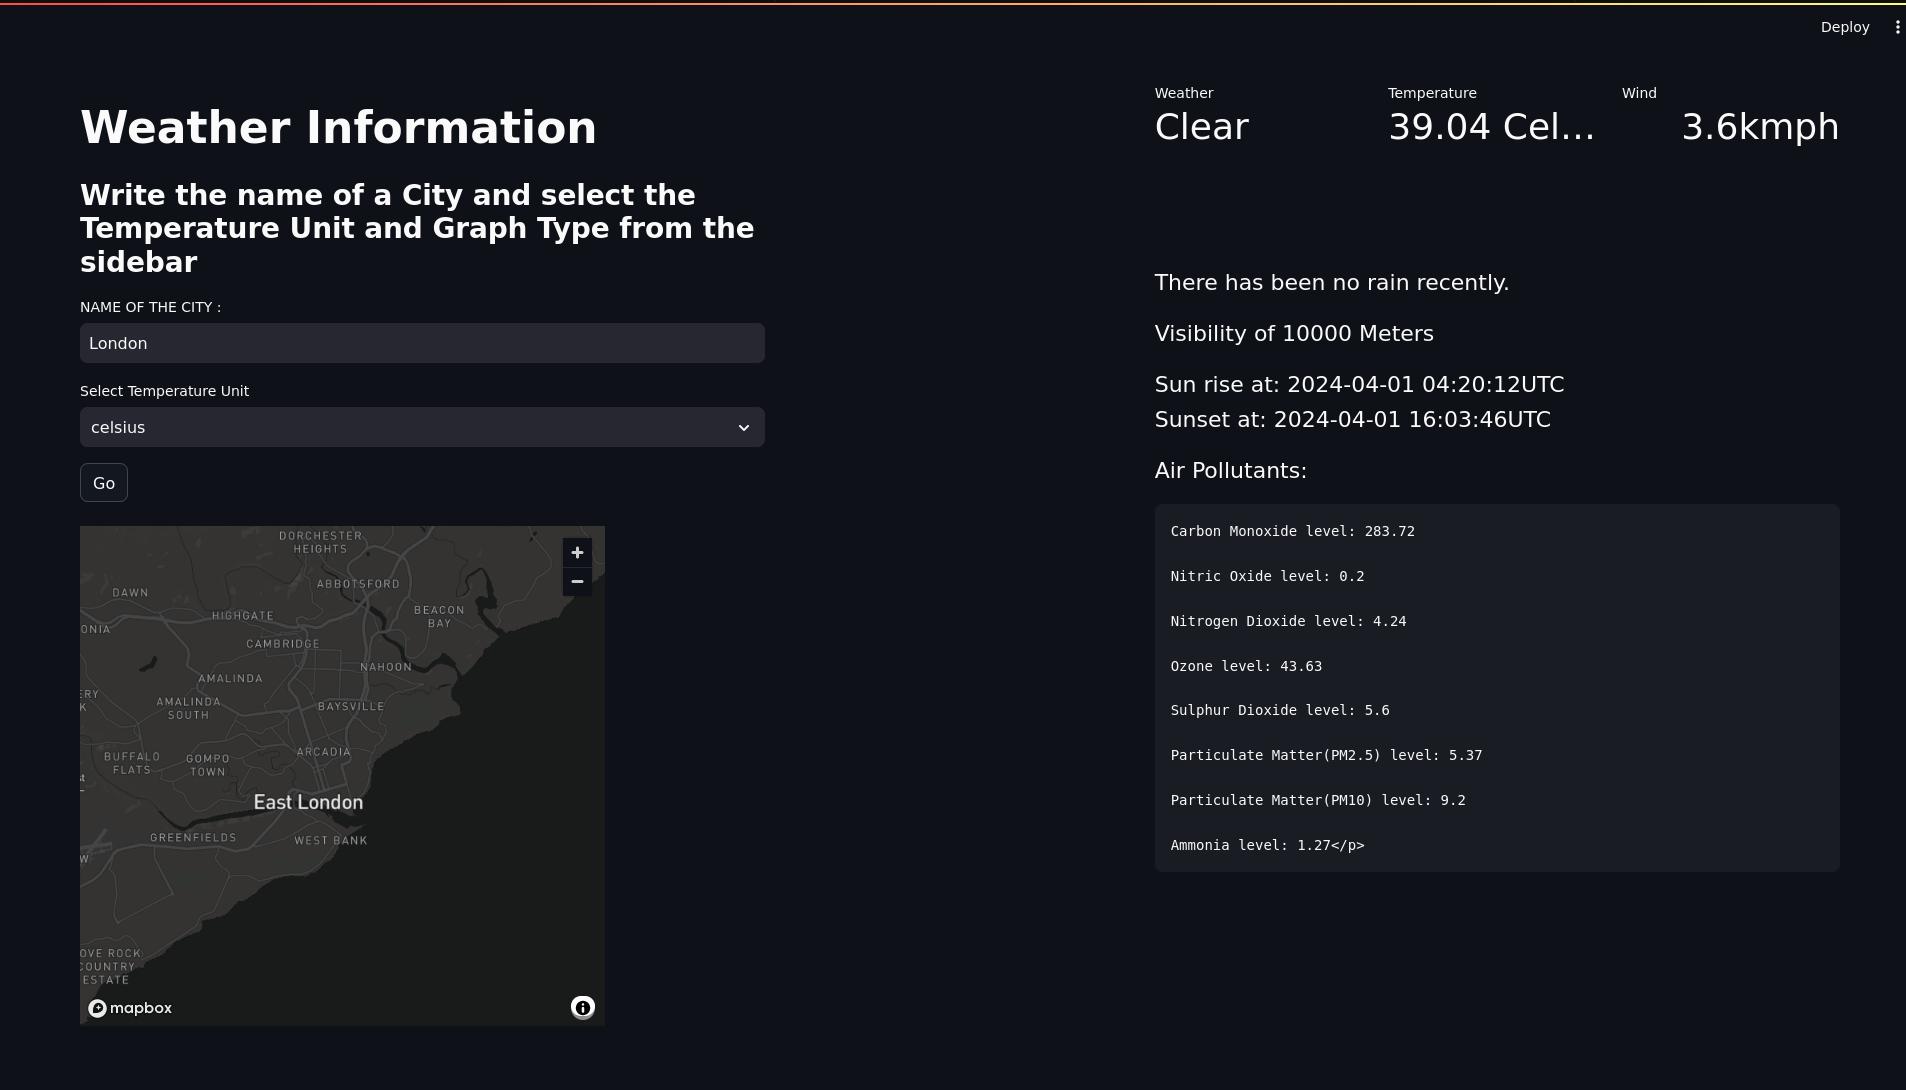 Deploy
Weather Information
Write the name of a City and select the
Temperature Unit and Graph Type from the
sidebar
NAME OF THE CITY :
London
Select Temperature Unit
celsius
Go
DORCHESTER
HEIGHTS
ABBOTSFORD
DAWN
HIGHGATE
BEACON
BAY
ONIA
CAMBRIDGE
NAHOON
AMALINDA
ERY
K
AMALINDA
SOUTH
BAYSVILLE
ARCADIA
BUFFALO
FLATS
GOMPO
TOWN
st
East London
GREENFIELDS
WEST BANK
W
OVE ROCK
COUNTRY
ESTATE
mapbox
Weather
Clear
Temperature
39.04 Cel...
Wind
3.6kmph
There has been no rain recently.
Visibility of 10000 Meters
Sun rise at: 2024-04-01 04:20:12UTC
Sunset at: 2024-04-01 16:03:46UTC
Air Pollutants:
Carbon Monoxide level: 283.72
Nitric Oxide level: 0.2
Nitrogen Dioxide level: 4.24
Ozone level: 43.63
Sulphur Dioxide level: 5.6
Particulate Matter(PM2.5) level: 5.37
Particulate Matter(PM10) level: 9.2
Ammonia level: 1.27</p>